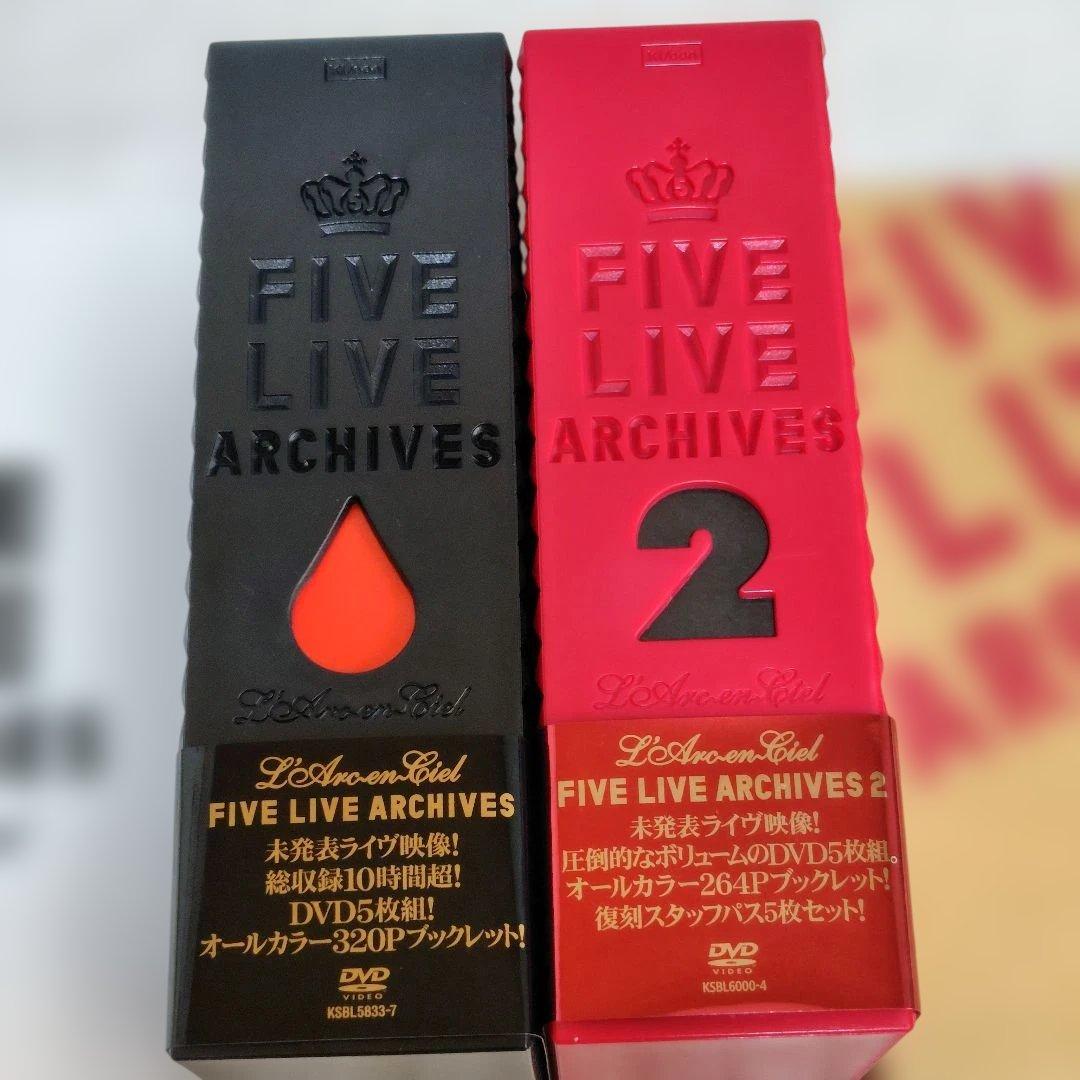 Ki/oon
FIVE
LIVE
ARCHIVES
L'Arc~en~Ciel
L'Arc~en~Ciel
FIVE LIVE ARCHIVES
未発表ライヴ映像!
総収録10時間超!
DVD5枚組!
オールカラー320Pブックレット!
DVD
VIDEO
KSBL5833-7
Ki/oon
5
FIVE
LIVE
ARCHIVES
2
L'Arc~en~Ciel
L'Arc~en~Ciel
FIVE LIVE ARCHIVES 2
未発表ライヴ映像!
圧倒的なボリュームのDVD5枚組。
オールカラー264Pブックレット!
復刻スタッフパス5枚セット!
DVD
VIDEO
KSBL6000-4